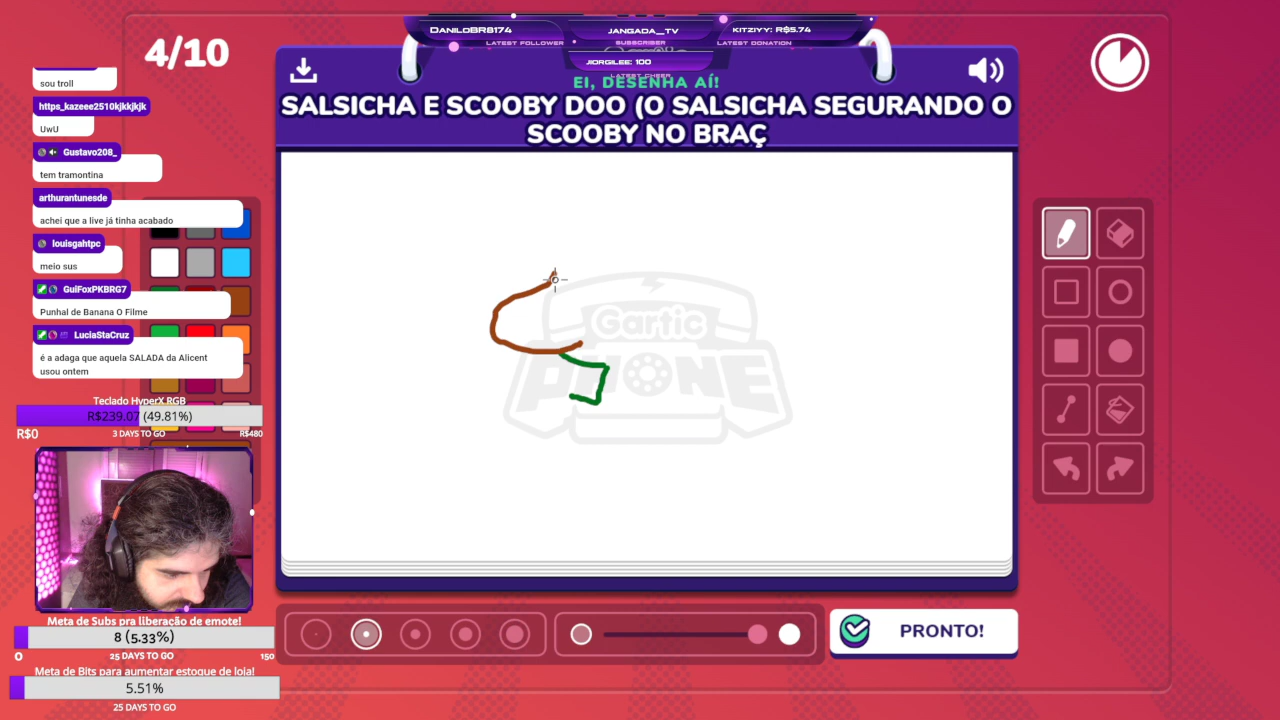 DANILOBR8174
LATEST FOLLOWER
JANGADA_TV
SUBSCRIBER
KITZIYY: R$5.74
LATEST DONATION
JIORGILEE: 100
LATEST CHEER
4/10
EI, DESENHA AÍ!
SALSICHA E SCOOBY DOO (O SALSICHA SEGURANDO O
SCOOBY NO BRAÇ
sou troll
https_kazeee2510kjkkjkjk
UwU
Gustavo208_
tem tramontina
arthurantunesde
achei que a live já tinha acabado
louisgahtpc
meio sus
GuiFoxPKBRG7
Punhal de Banana O Filme
LuciaStaCruz
é a adaga que aquela SALADA da Alicent
usou ontem
Gartic
PHONE
Teclado HyperX RGB
R$239.07 (49.81%)
R$0
3 DAYS TO GO
R$480
Meta de Subs pra liberação de emote!
8 (5.33%)
0
25 DAYS TO GO
150
Meta de Bits para aumentar estoque de lola!
5.51%
25 DAYS TO GO
PRONTO!